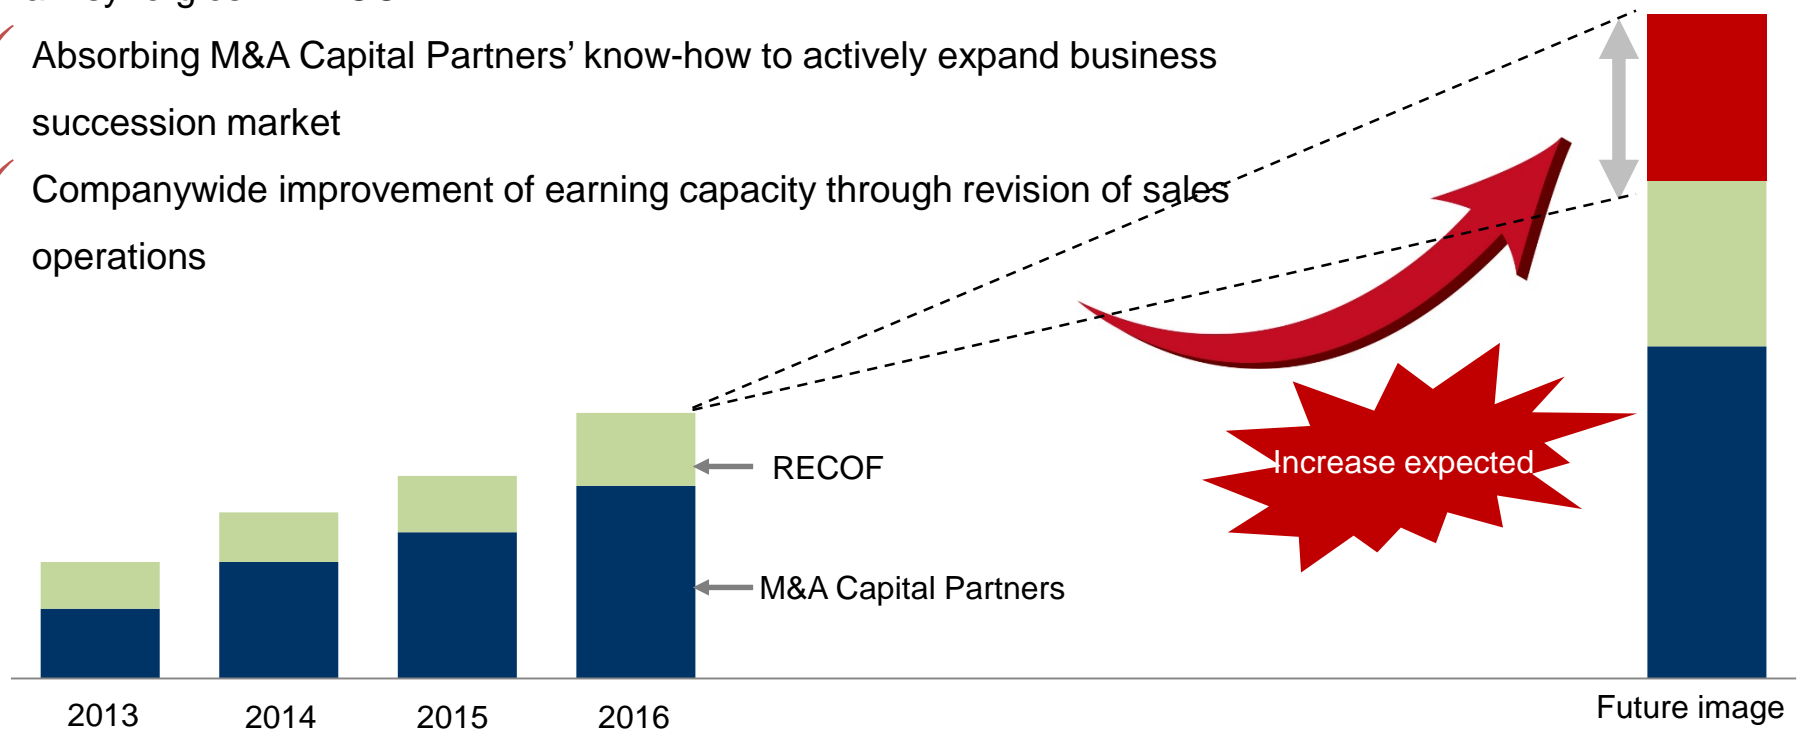 Absorbing M&A Capital Partners’ know-how to actively expand business
succession market
Companywide improvement of earning capacity through revision of sales
operations
Increase expected
RECOF
M&A Capital Partners
2013
2014
2015
2016
Future image